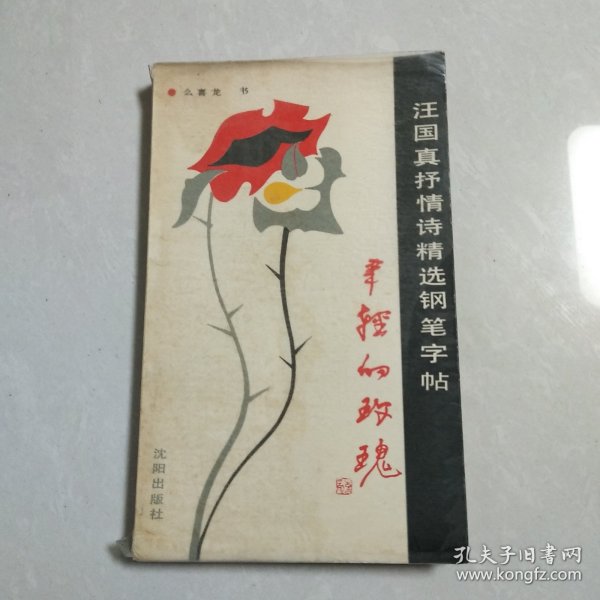 么喜龙 书
汪国真抒情诗精选钢笔字帖
年轻的玫瑰
沈阳出版社
孔夫子旧书网
www.kongfz.com